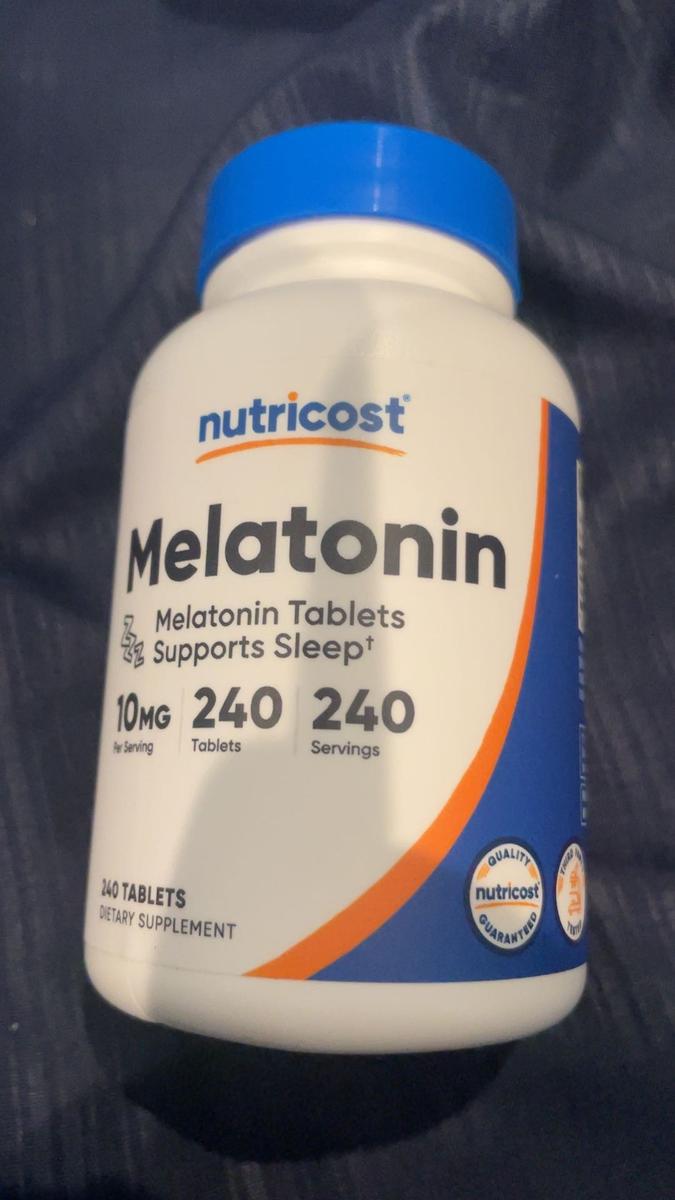 nutricost®
Melatonin
Melatonin Tablets
Supports Sleep†
10MG
Per Serving
240
Tablets
240
Servings
240 TABLETS
DIETARY SUPPLEMENT
QUALITY
nutricost
GUARANTEED